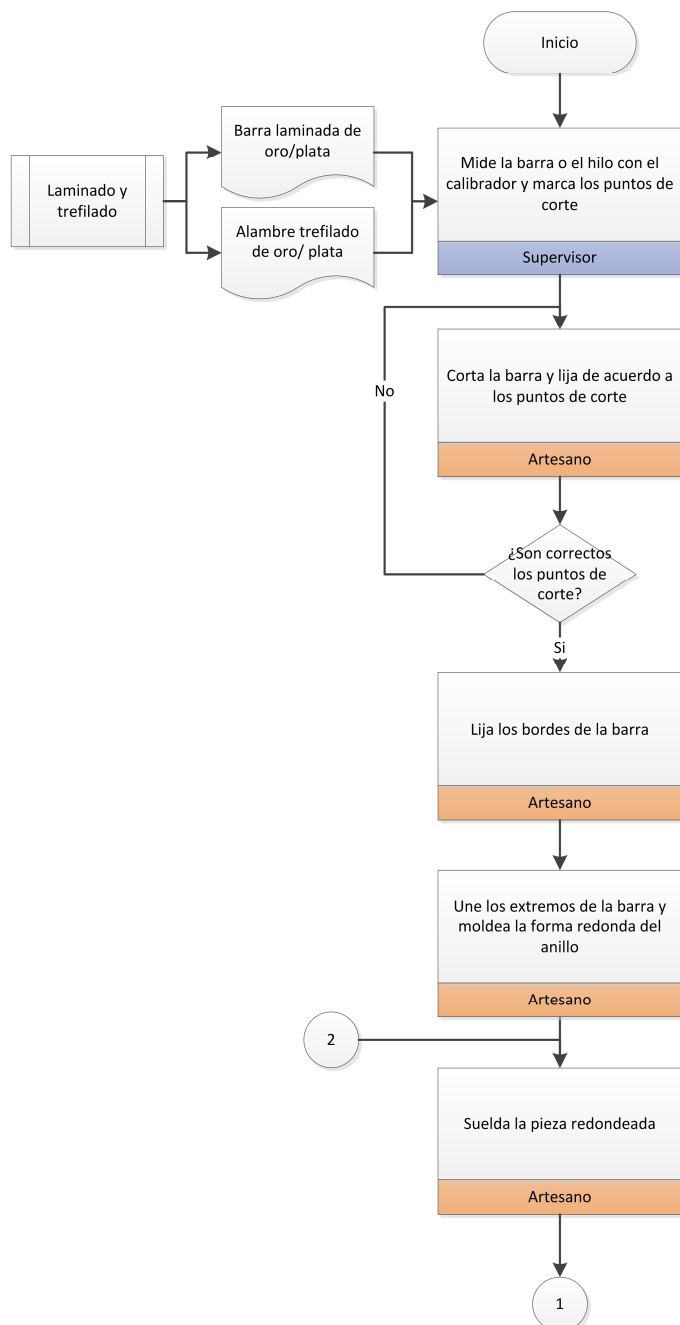 Inicio
Laminado y
trefilado
Barra laminada de
oro/plata
Alambre trefilado
de oro/ plata
Mide la barra o el hilo con el
calibrador y marca los puntos de
corte
Supervisor
No
Corta la barra y lija de acuerdo a
los puntos de corte
Artesano
¿Son correctos
los puntos de
corte?
Si
Lija los bordes de la barra
Artesano
Une los extremos de la barra y
moldea la forma redonda del
anillo
Artesano
2
Suelda la pieza redondeada
Artesano
1